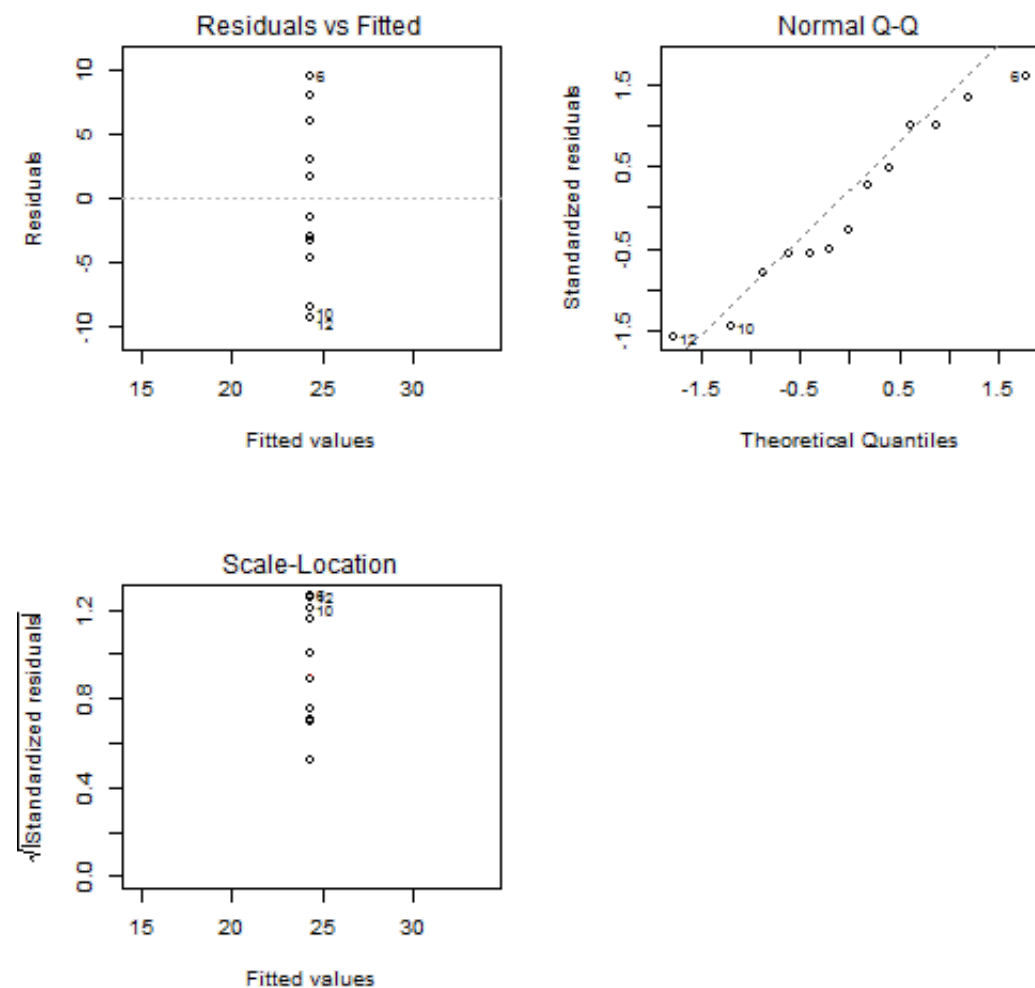 Residuals vs Fitted
Residuals
10
5
0
-5
-10
6
10
12
15 20 25 30
Fitted values
Normal Q-Q
Standardized residuals
1.5
0.5
-0.5
-1.5
6
12
10
-1.5 -0.5 0.5 1.5
Theoretical Quantiles
Scale-Location
√|Standardized residuals|
1.2
0.8
0.4
0.0
6
12
10
15 20 25 30
Fitted values